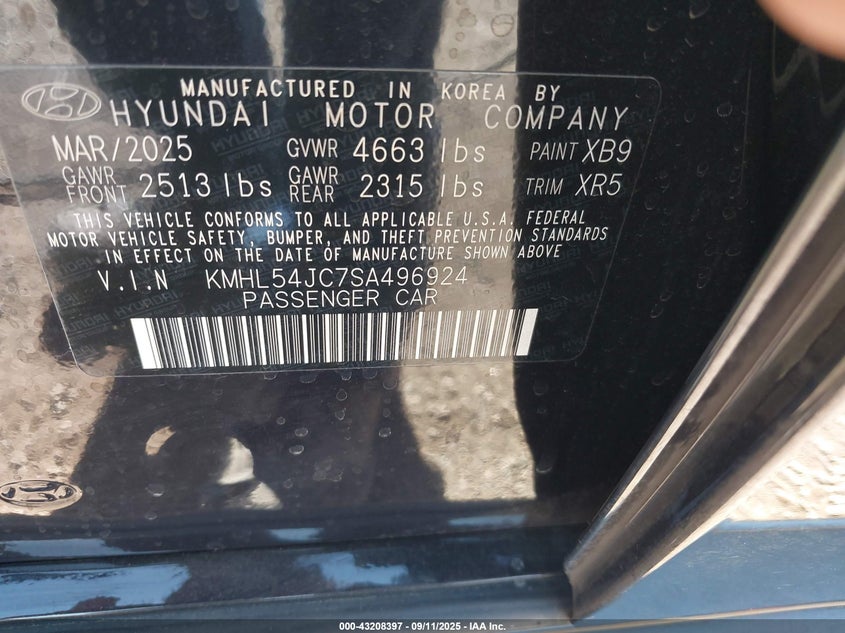 MANUFACTURED IN KOREA BY
HYUNDAI MOTOR COMPANY
MAR/2025 GVWR 4663 lbs PAINT XB9
GAWR FRONT 2513 lbs GAWR REAR 2315 lbs TRIM XR5
THIS VEHICLE CONFORMS TO ALL APPLICABLE U.S.A. FEDERAL
MOTOR VEHICLE SAFETY, BUMPER, AND THEFT PREVENTION STANDARDS
IN EFFECT ON THE DATE OF MANUFACTURE SHOWN ABOVE
V.I.N KMHL54JC7SA496924
PASSENGER CAR
000-43208397 - 09/11/2025 - IAA Inc.